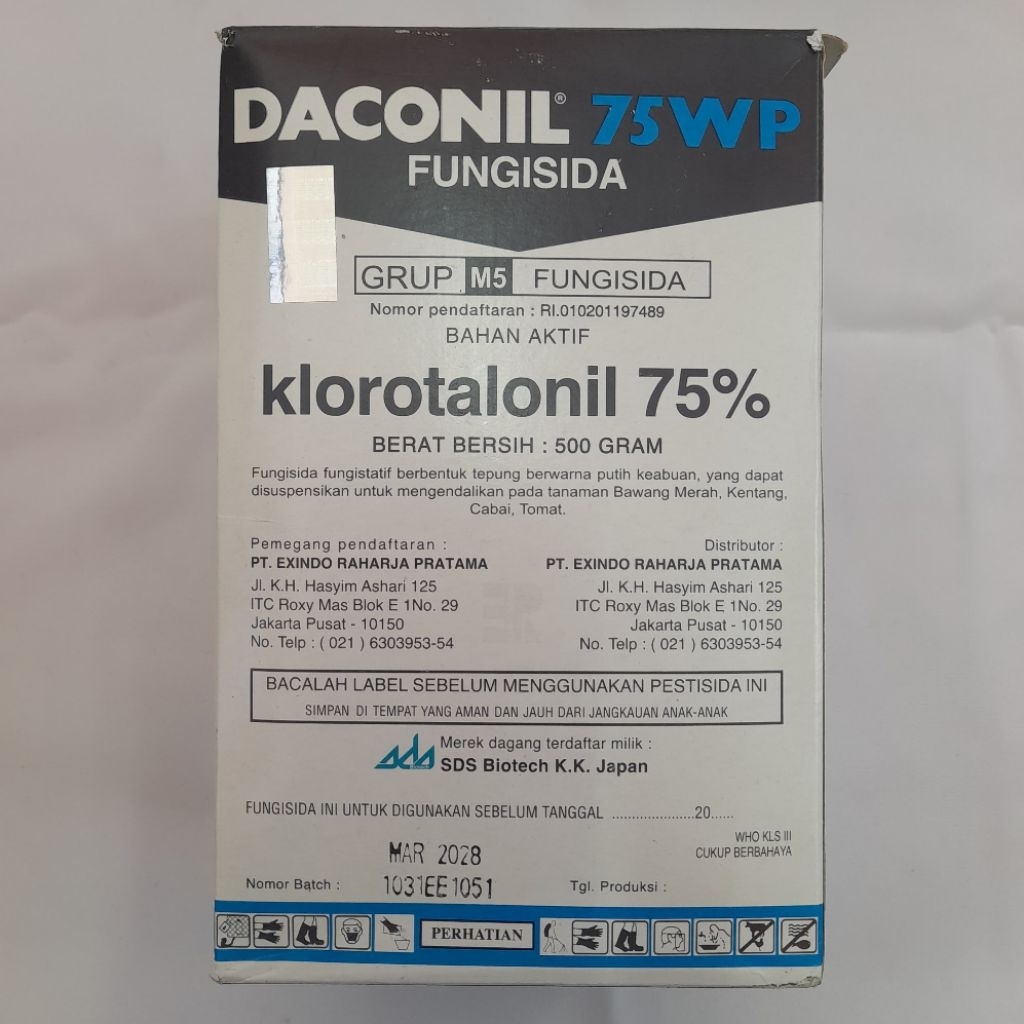 DACONIL® 75WP
FUNGISIDA
GRUP M5 FUNGISIDA
Nomor pendaftaran : RI.010201197489
BAHAN AKTIF
klorotalonil 75%
BERAT BERSIH : 500 GRAM
Fungisida fungistatif berbentuk tepung berwarna putih keabuan, yang dapat
disuspensikan untuk mengendalikan pada tanaman Bawang Merah, Kentang,
Cabai, Tomat.
Pemegang pendaftaran :
PT. EXINDO RAHARJA PRATAMA
Jl. K.H. Hasyim Ashari 125
ITC Roxy Mas Blok E 1No. 29
Jakarta Pusat - 10150
No. Telp : ( 021 ) 6303953-54
Distributor :
PT. EXINDO RAHARJA PRATAMA
Jl. K.H. Hasyim Ashari 125
ITC Roxy Mas Blok E 1No. 29
Jakarta Pusat - 10150
No. Telp : ( 021 ) 6303953-54
BACALAH LABEL SEBELUM MENGGUNAKAN PESTISIDA INI
SIMPAN DI TEMPAT YANG AMAN DAN JAUH DARI JANGKAUAN ANAK-ANAK
sds Merek dagang terdaftar milik :
SDS Biotech K.K. Japan
FUNGISIDA INI UNTUK DIGUNAKAN SEBELUM TANGGAL .....................20......
WHO KLS III
CUKUP BERBAHAYA
MAR 2028
Nomor Batch : 1031EE1051 Tgl. Produksi :
PERHATIAN